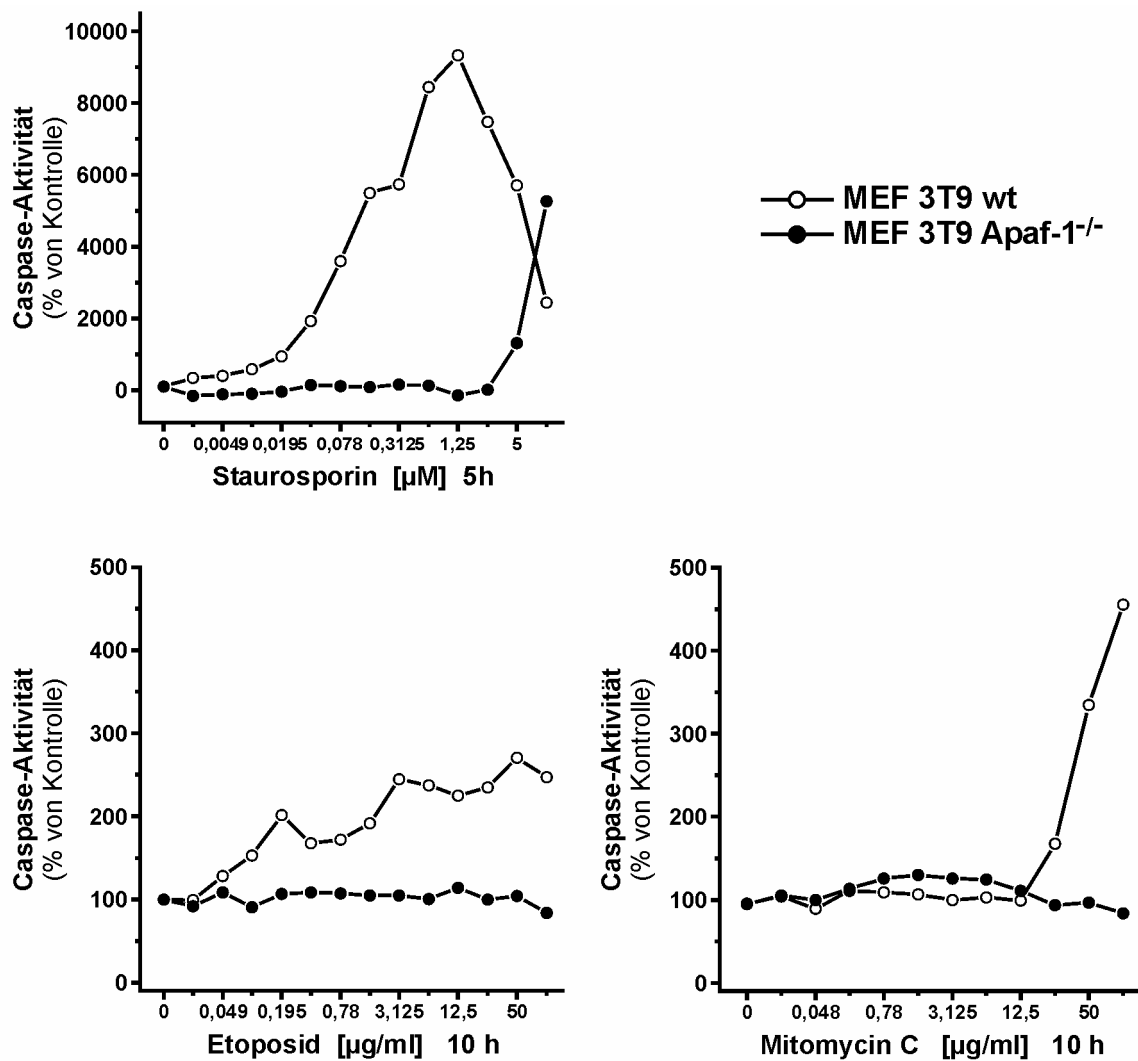 10000
8000
6000
4000
2000
0
Caspase-Aktivität
(% von Kontrolle)
0 0,0049 0,0195 0,078 0,3125 1,25 5
Staurosporin [µM] 5h
MEF 3T9 wt
MEF 3T9 Apaf-1-/-
500
400
300
200
100
0
Caspase-Aktivität
(% von Kontrolle)
0 0,049 0,195 0,78 3,125 12,5 50
Etoposid [µg/ml] 10 h
500
400
300
200
100
0
Caspase-Aktivität
(% von Kontrolle)
0 0,048 0,78 3,125 12,5 50
Mitomycin C [µg/ml] 10 h